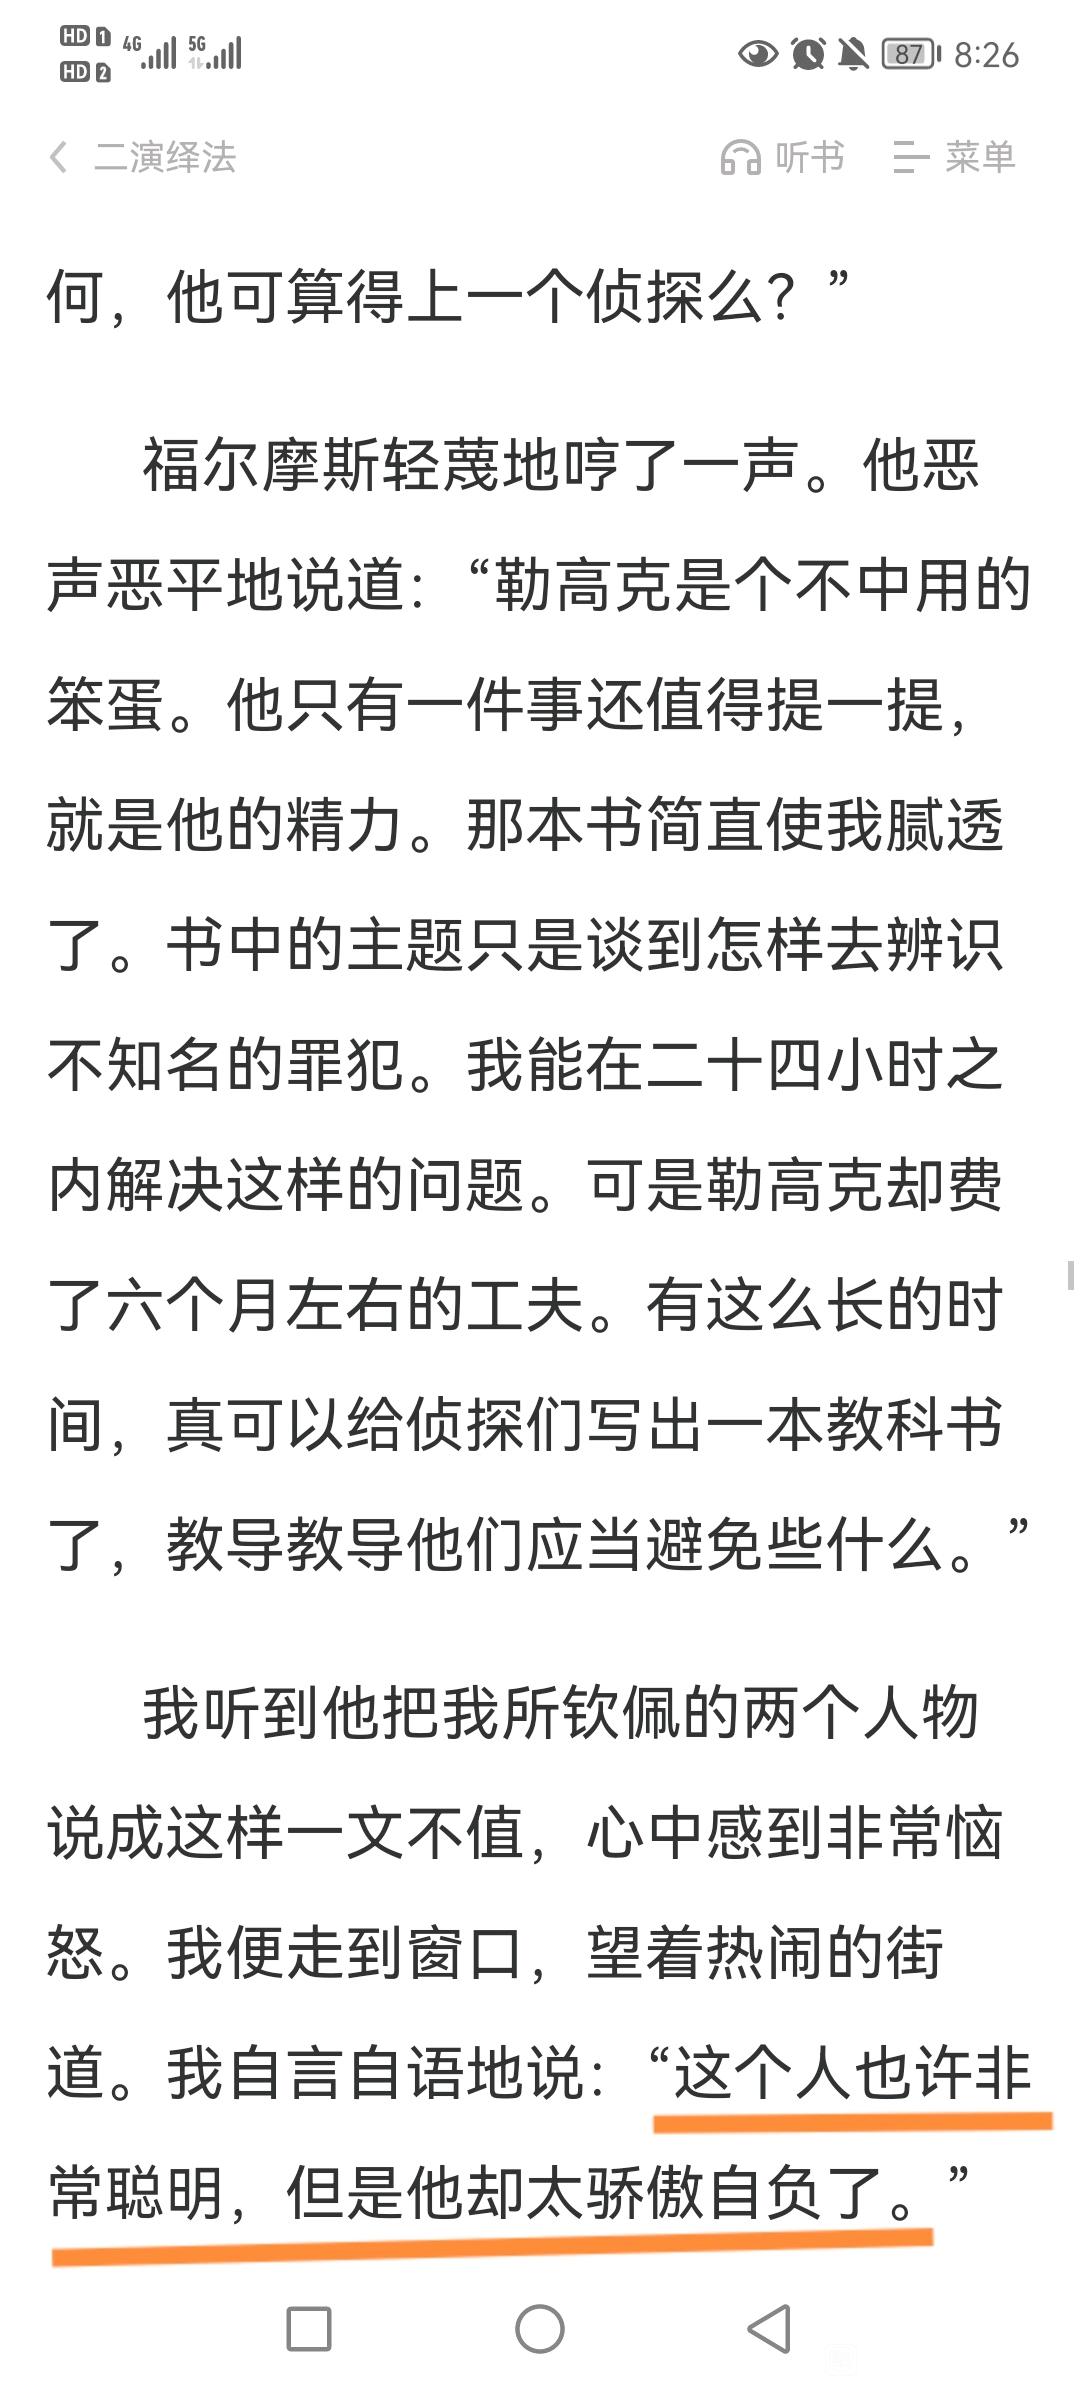 HD 1 4G 5G 87 8:26
HD 2
二演绎法 听书 菜单
何，他可算得上一个侦探么？”
福尔摩斯轻蔑地哼了一声。他恶
声恶平地说道：“勒高克是个不中用的
笨蛋。他只有一件事还值得提一提，
就是他的精力。那本书简直使我腻透
了。书中的主题只是谈到怎样去辨识
不知名的罪犯。我能在二十四小时之
内解决这样的问题。可是勒高克却费
了六个月左右的工夫。有这么长的时
间，真可以给侦探们写出一本教科书
了，教导教导他们应当避免些什么。”
我听到他把我所钦佩的两个人物
说成这样一文不值，心中感到非常恼
怒。我便走到窗口，望着热闹的街
道。我自言自语地说：“这个人也许非
常聪明，但是他却太骄傲自负了。”